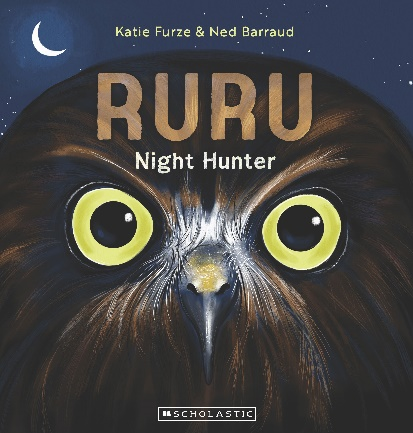 Katie Furze & Ned Barraud
RURU
Night Hunter
SCHOLASTIC